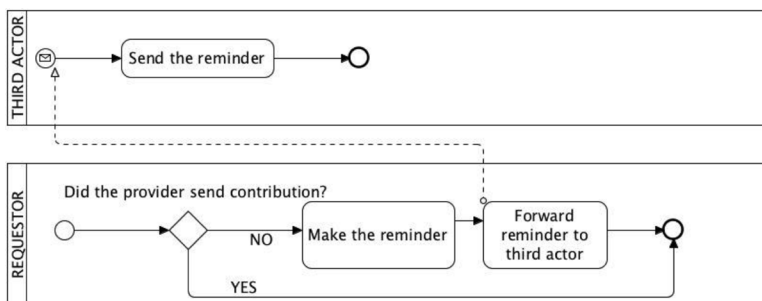 THIRD ACTOR
Send the reminder
REQUESTOR
Did the provider send contribution?
NO
Make the reminder
Forward
reminder to
third actor
YES